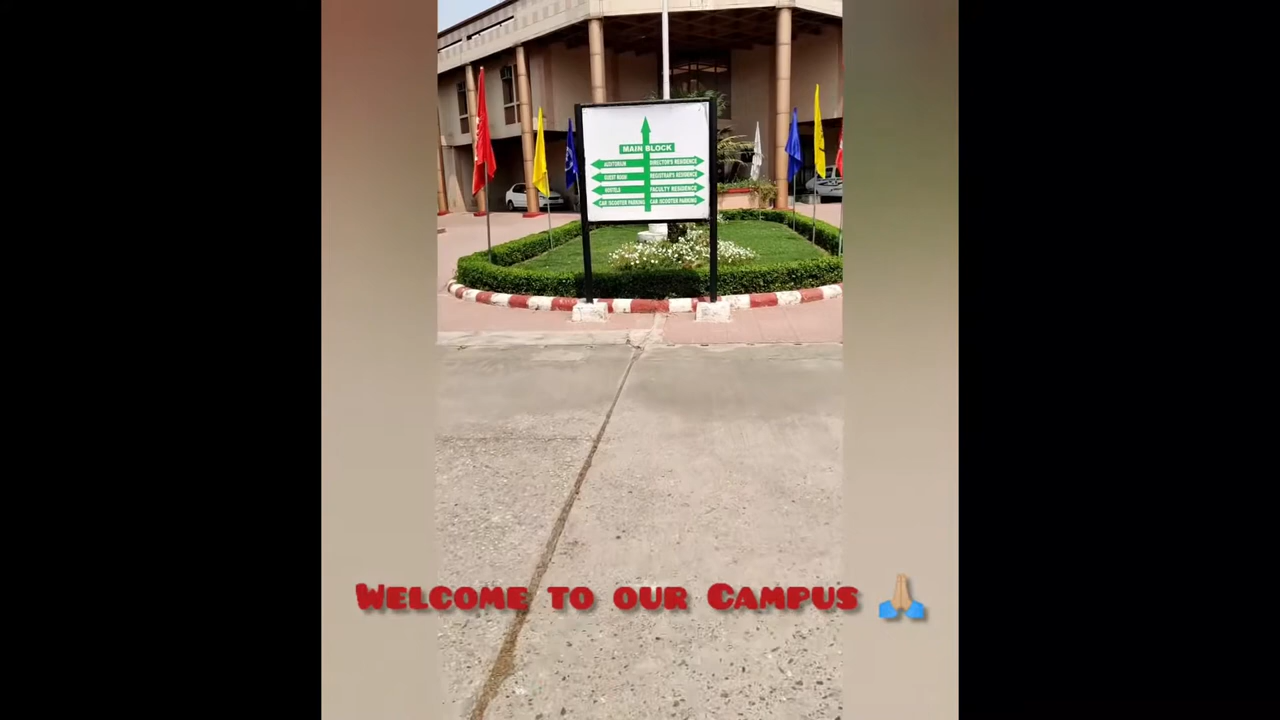 MAIN BLOCK
AUDITORIUM DIRECTOR'S RESIDENCE
GUEST ROOM REGISTRAR'S RESIDENCE
HOSTELS FACULTY RESIDENCE
CAR /SCOOTER PARKING CAR /SCOOTER PARKING
Welcome to our Campus 🙏🏼